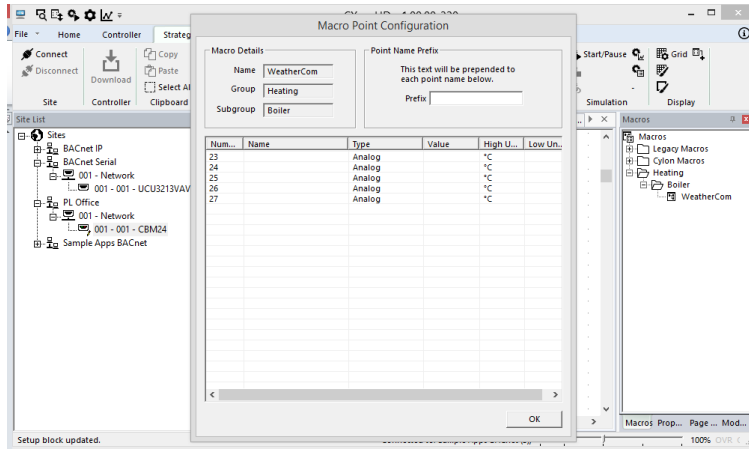 File Home Controller Strateg
Connect
Disconnect
Download
Copy
Paste
Select Al
Site Controller Clipboard
Site List
Sites
BACnet IP
BACnet Serial
001 - Network
001 - 001 - UCU3213VAV
PL Office
001 - Network
001 - 001 - CBM24
Sample Apps BACnet
Setup block updated.
Macro Point Configuration
Macro Details
Name WeatherCom
Group Heating
Subgroup Boiler
Point Name Prefix
This text will be prepended to
each point name below.
Prefix
Num... Name Type Value High U... Low Un..
23 Analog °C
24 Analog °C
25 Analog °C
26 Analog °C
27 Analog °C
OK
Start/Pause
Grid
Simulation Display
Macros
Macros
Legacy Macros
Cylon Macros
Heating
Boiler
WeatherCom
Macros Prop... Page ... Mod...
100% OVR